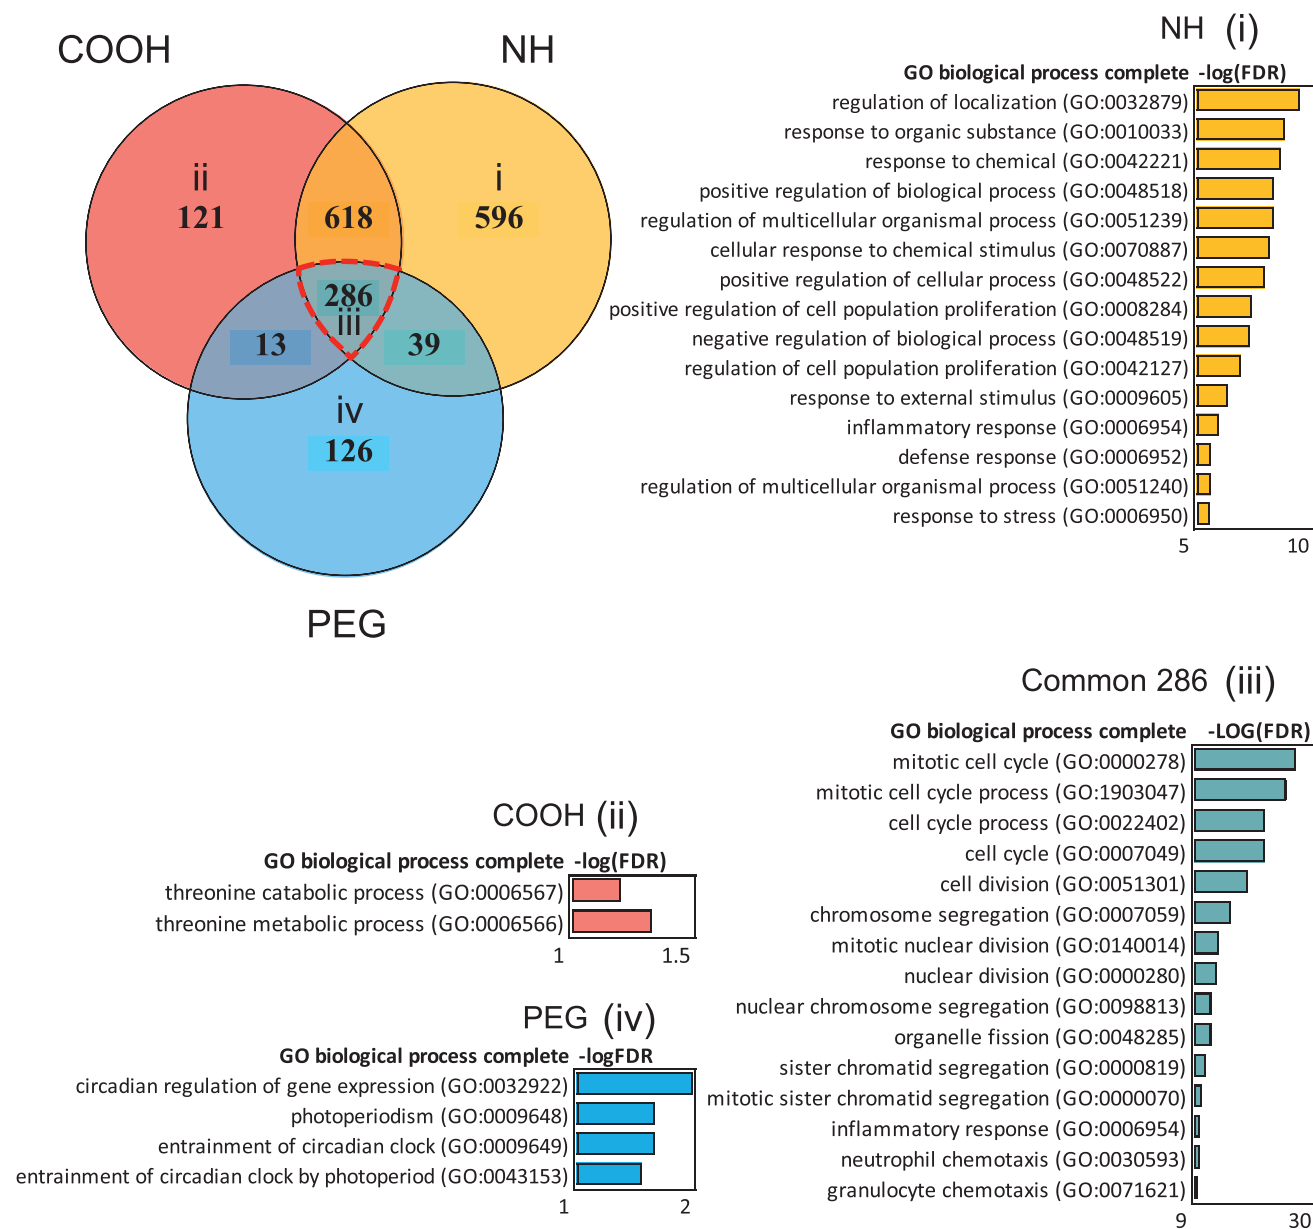 COOH
NH
ii
121
618
i
596
286
iii
13
39
iv
126
PEG
NH (i)
GO biological process complete -log(FDR)
regulation of localization (GO:0032879)
response to organic substance (GO:0010033)
response to chemical (GO:0042221)
positive regulation of biological process (GO:0048518)
regulation of multicellular organismal process (GO:0051239)
cellular response to chemical stimulus (GO:0070887)
positive regulation of cellular process (GO:0048522)
positive regulation of cell population proliferation (GO:0008284)
negative regulation of biological process (GO:0048519)
regulation of cell population proliferation (GO:0042127)
response to external stimulus (GO:0009605)
inflammatory response (GO:0006954)
defense response (GO:0006952)
regulation of multicellular organismal process (GO:0051240)
response to stress (GO:0006950)
5 10
COOH (ii)
GO biological process complete -log(FDR)
threonine catabolic process (GO:0006567)
threonine metabolic process (GO:0006566)
1 1.5
PEG (iv)
GO biological process complete -logFDR
circadian regulation of gene expression (GO:0032922)
photoperiodism (GO:0009648)
entrainment of circadian clock (GO:0009649)
entrainment of circadian clock by photoperiod (GO:0043153)
1 2
Common 286 (iii)
GO biological process complete -LOG(FDR)
mitotic cell cycle (GO:0000278)
mitotic cell cycle process (GO:1903047)
cell cycle process (GO:0022402)
cell cycle (GO:0007049)
cell division (GO:0051301)
chromosome segregation (GO:0007059)
mitotic nuclear division (GO:0140014)
nuclear division (GO:0000280)
nuclear chromosome segregation (GO:0098813)
organelle fission (GO:0048285)
sister chromatid segregation (GO:0000819)
mitotic sister chromatid segregation (GO:0000070)
inflammatory response (GO:0006954)
neutrophil chemotaxis (GO:0030593)
granulocyte chemotaxis (GO:0071621)
9 30